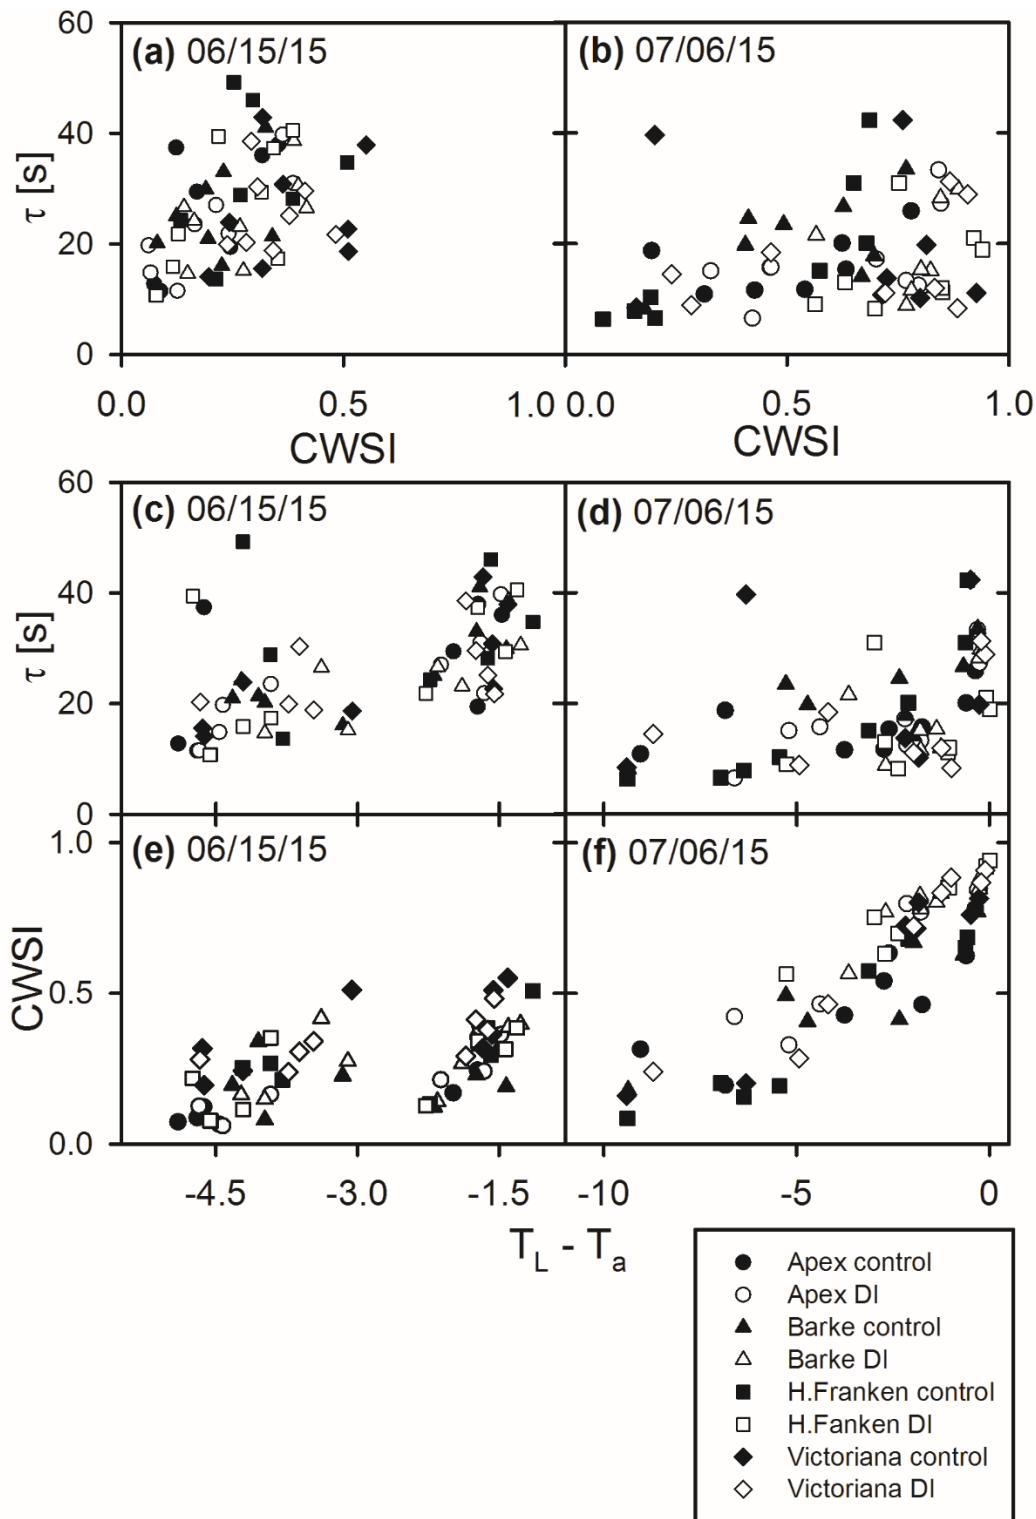 60
(a) 06/15/15
(b) 07/06/15
40
τ [s]
20
0
0.0
0.5
1.0
0.0
0.5
1.0
CWSI
CWSI
60
(c) 06/15/15
(d) 07/06/15
40
τ [s]
20
0
1.0
(e) 06/15/15
(f) 07/06/15
CWSI
0.5
0.0
-4.5
-3.0
-1.5
-10
-5
0
T_L - T_a
Apex control
Apex DI
Barke control
Barke DI
H.Franken control
H.Fanken DI
Victoriana control
Victoriana DI